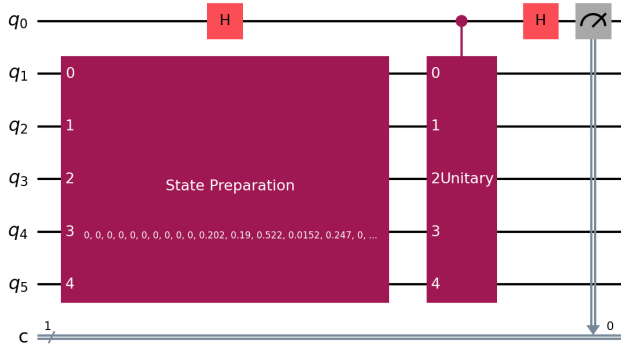 q0 H H
q1 0 0
q2 1 1
q3 2 State Preparation 2 Unitary
q4 3 0, 0, 0, 0, 0, 0, 0, 0, 0, 0, 0.202, 0.19, 0.522, 0.0152, 0.247, 0, ... 3
q5 4 4
c 1 0